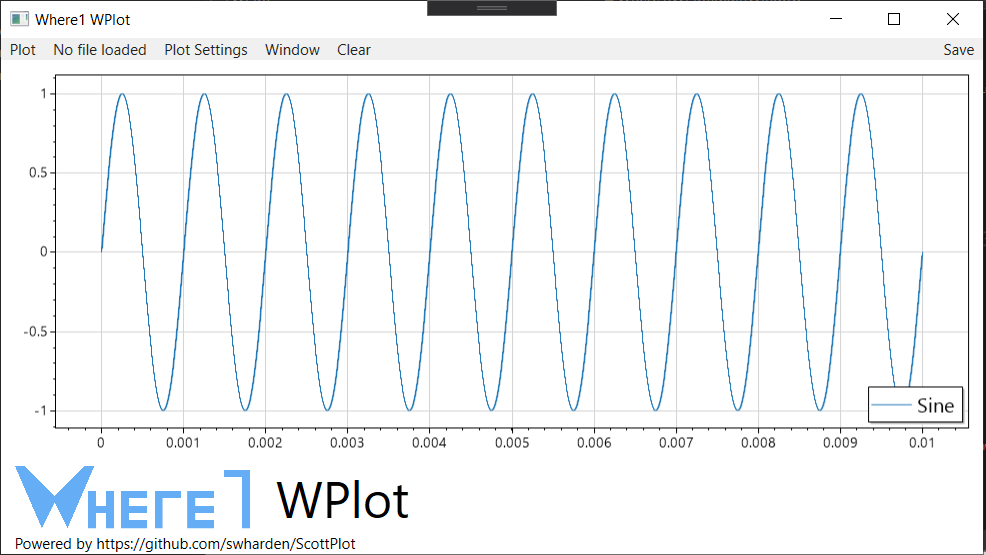 Where1 WPlot
Plot No file loaded Plot Settings Window Clear Save
1
0.5
0
-0.5
-1
Sine
0 0.001 0.002 0.003 0.004 0.005 0.006 0.007 0.008 0.009 0.01
Where1 WPlot
Powered by https://github.com/swharden/ScottPlot